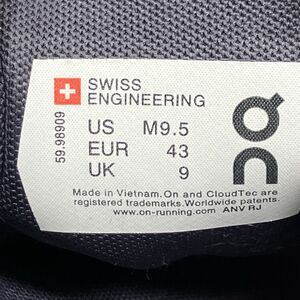 SWISS
ENGINEERING
US M9.5
EUR 43
UK 9
59.98909
Made in Vietnam. On and CloudTec are
registered trademarks. Worldwide patents
www.on-running.com ANV RJ